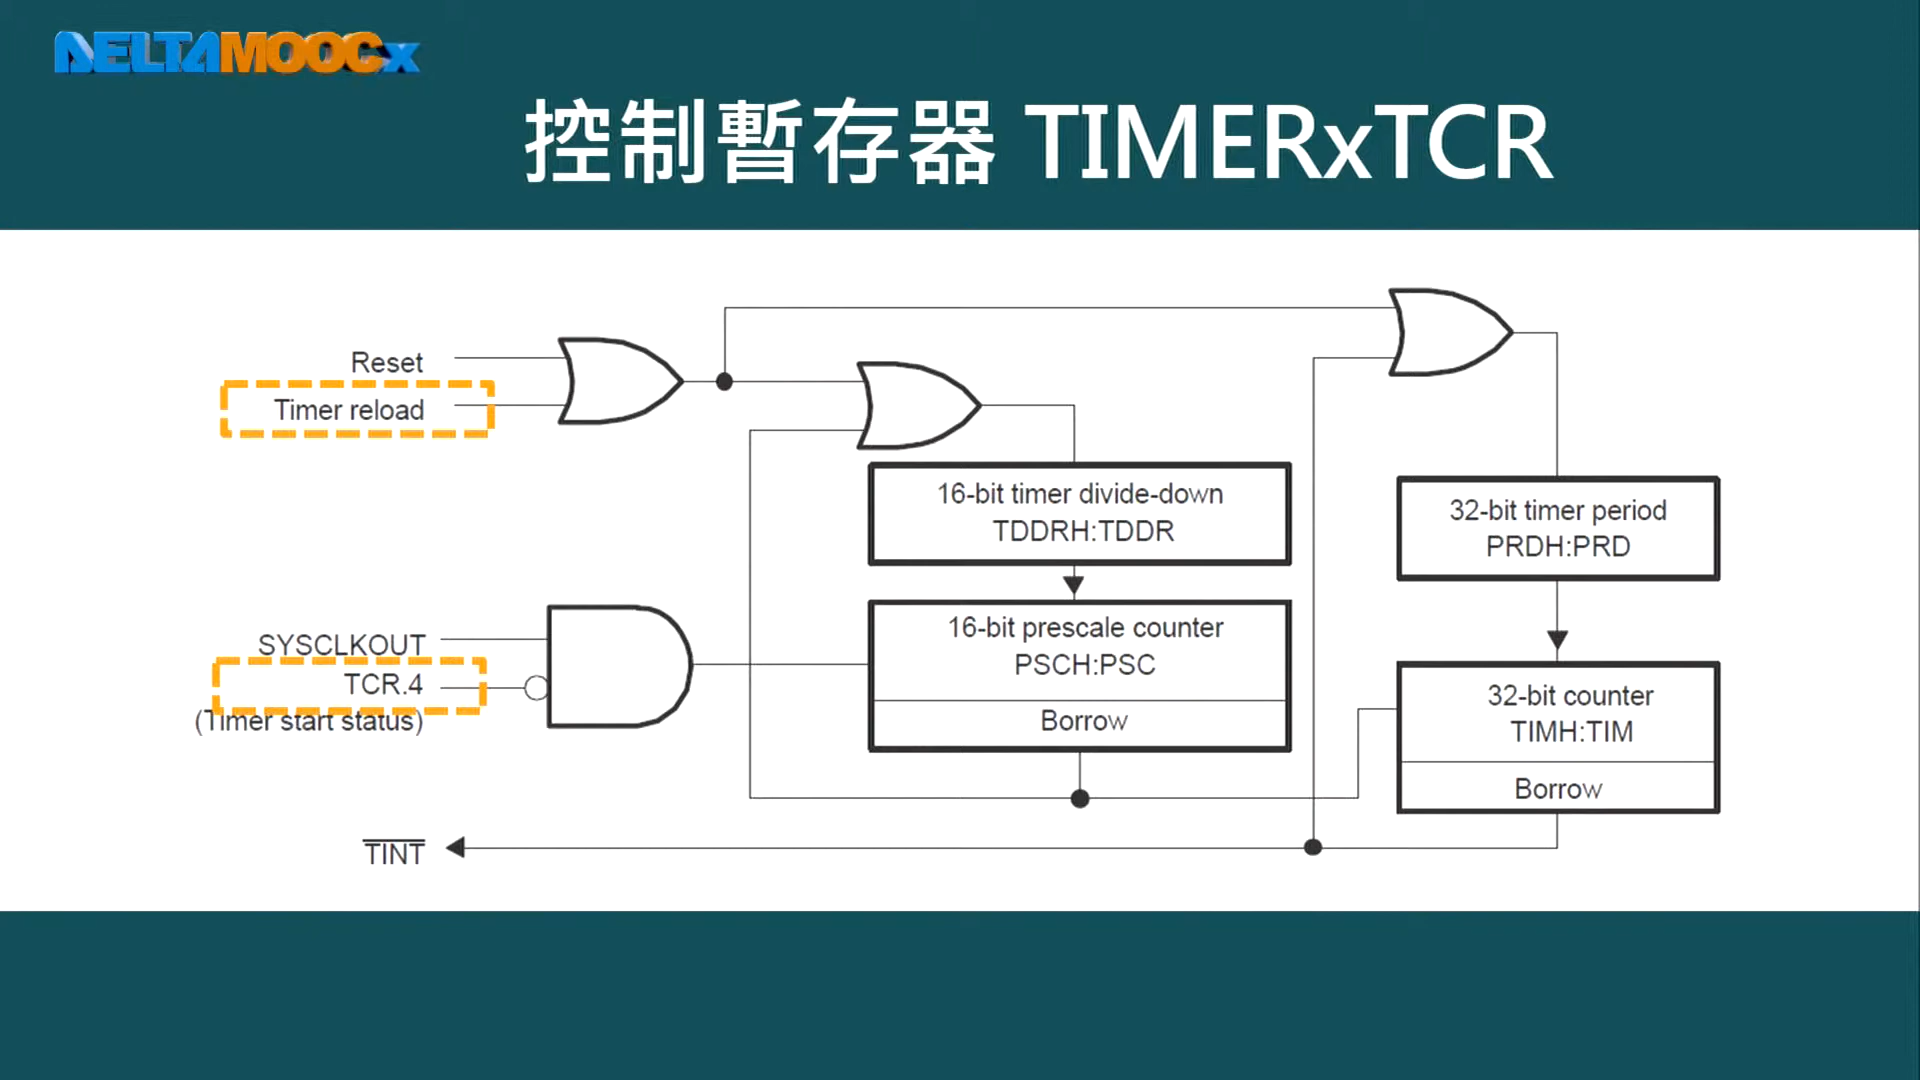 DELTAMOOCx
控制暫存器 TIMERxTCR
Reset
Timer reload
16-bit timer divide-down
TDDRH:TDDR
32-bit timer period
PRDH:PRD
SYSCLKOUT
TCR.4
(Timer start status)
16-bit prescale counter
PSCH:PSC
Borrow
32-bit counter
TIMH:TIM
Borrow
TINT